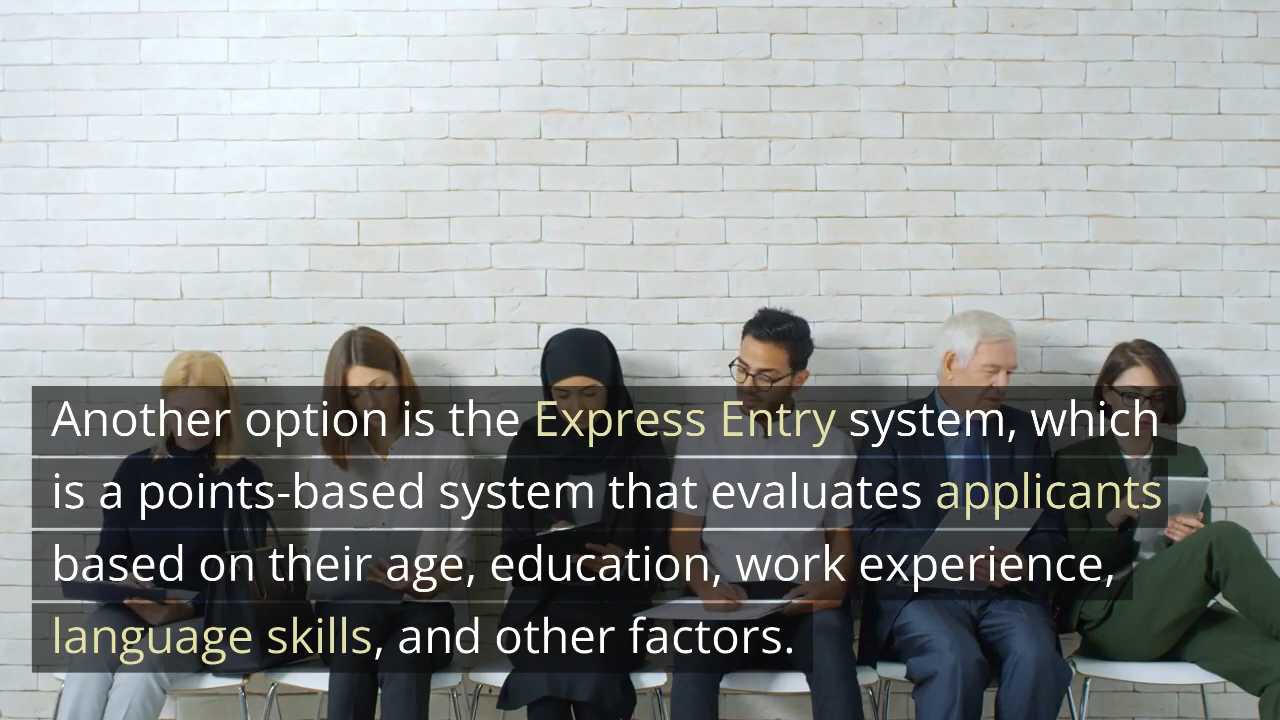 Another option is the Express Entry system, which
is a points-based system that evaluates applicants
based on their age, education, work experience,
language skills, and other factors.